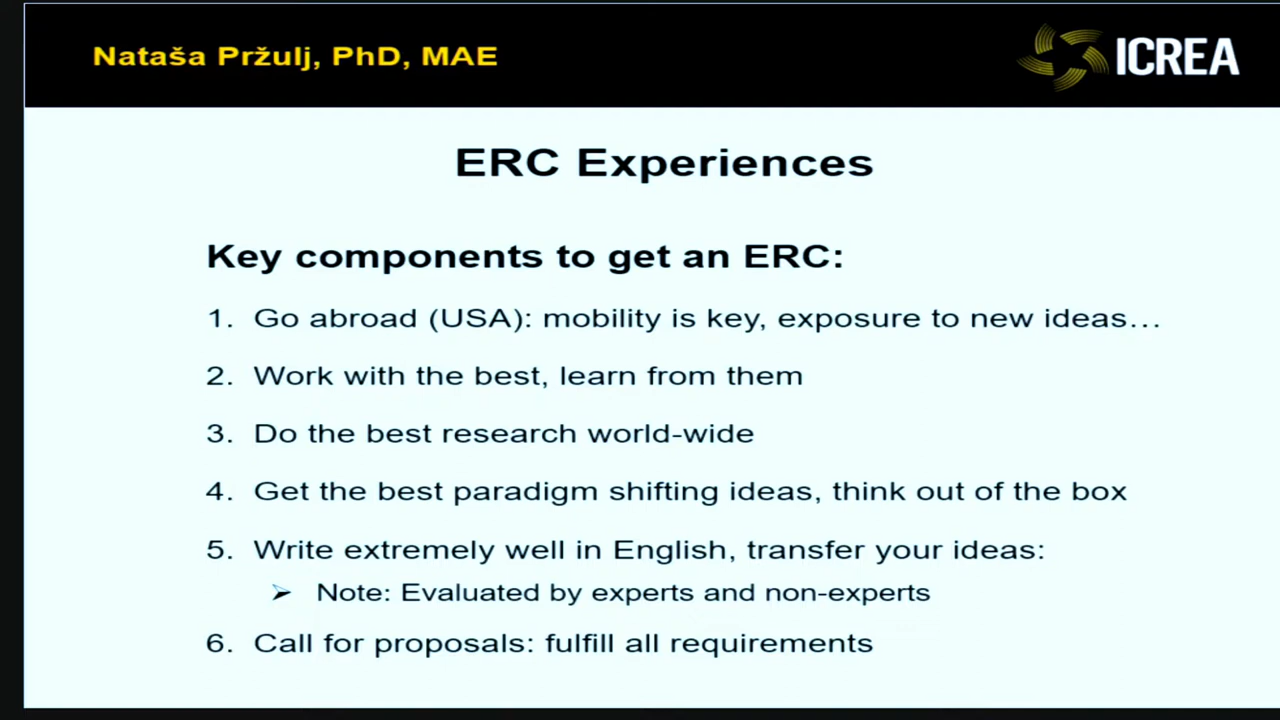 Nataša Pržulj, PhD, MAE
ICREA
ERC Experiences
Key components to get an ERC:
1. Go abroad (USA): mobility is key, exposure to new ideas…
2. Work with the best, learn from them
3. Do the best research world-wide
4. Get the best paradigm shifting ideas, think out of the box
5. Write extremely well in English, transfer your ideas:
➢ Note: Evaluated by experts and non-experts
6. Call for proposals: fulfill all requirements